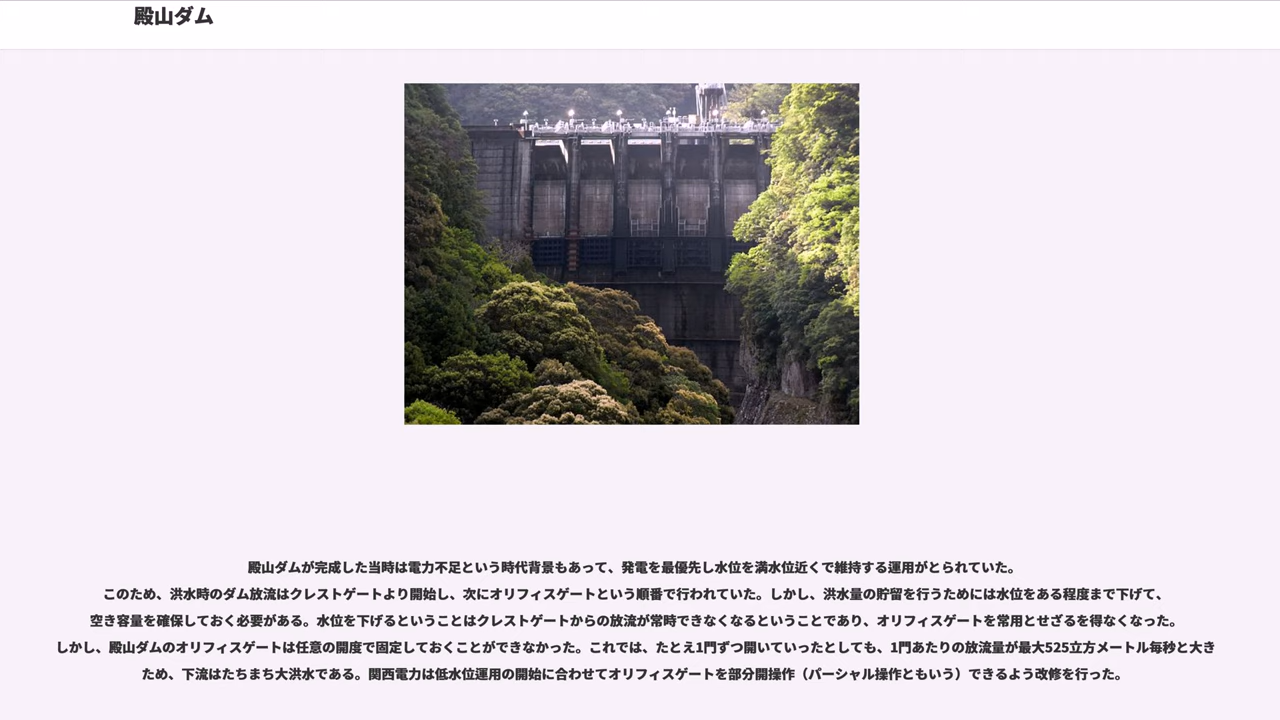 殿山ダム
殿山ダムが完成した当時は電力不足という時代背景もあって、発電を最優先し水位を満水位近くで維持する運用がとられていた。
このため、洪水時のダム放流はクレストゲートより開始し、次にオリフィスゲートという順番で行われていた。しかし、洪水量の貯留を行うためには水位をある程度まで下げて、
空き容量を確保しておく必要がある。水位を下げるということはクレストゲートからの放流が常時できなくなるということであり、オリフィスゲートを常用とせざるを得なくなった。
しかし、殿山ダムのオリフィスゲートは任意の開度で固定しておくことができなかった。これでは、たとえ1門ずつ開いていったとしても、1門あたりの放流量が最大525立方メートル毎秒と大き
ため、下流はたちまち大洪水である。関西電力は低水位運用の開始に合わせてオリフィスゲートを部分開操作（パーシャル操作ともいう）できるよう改修を行った。